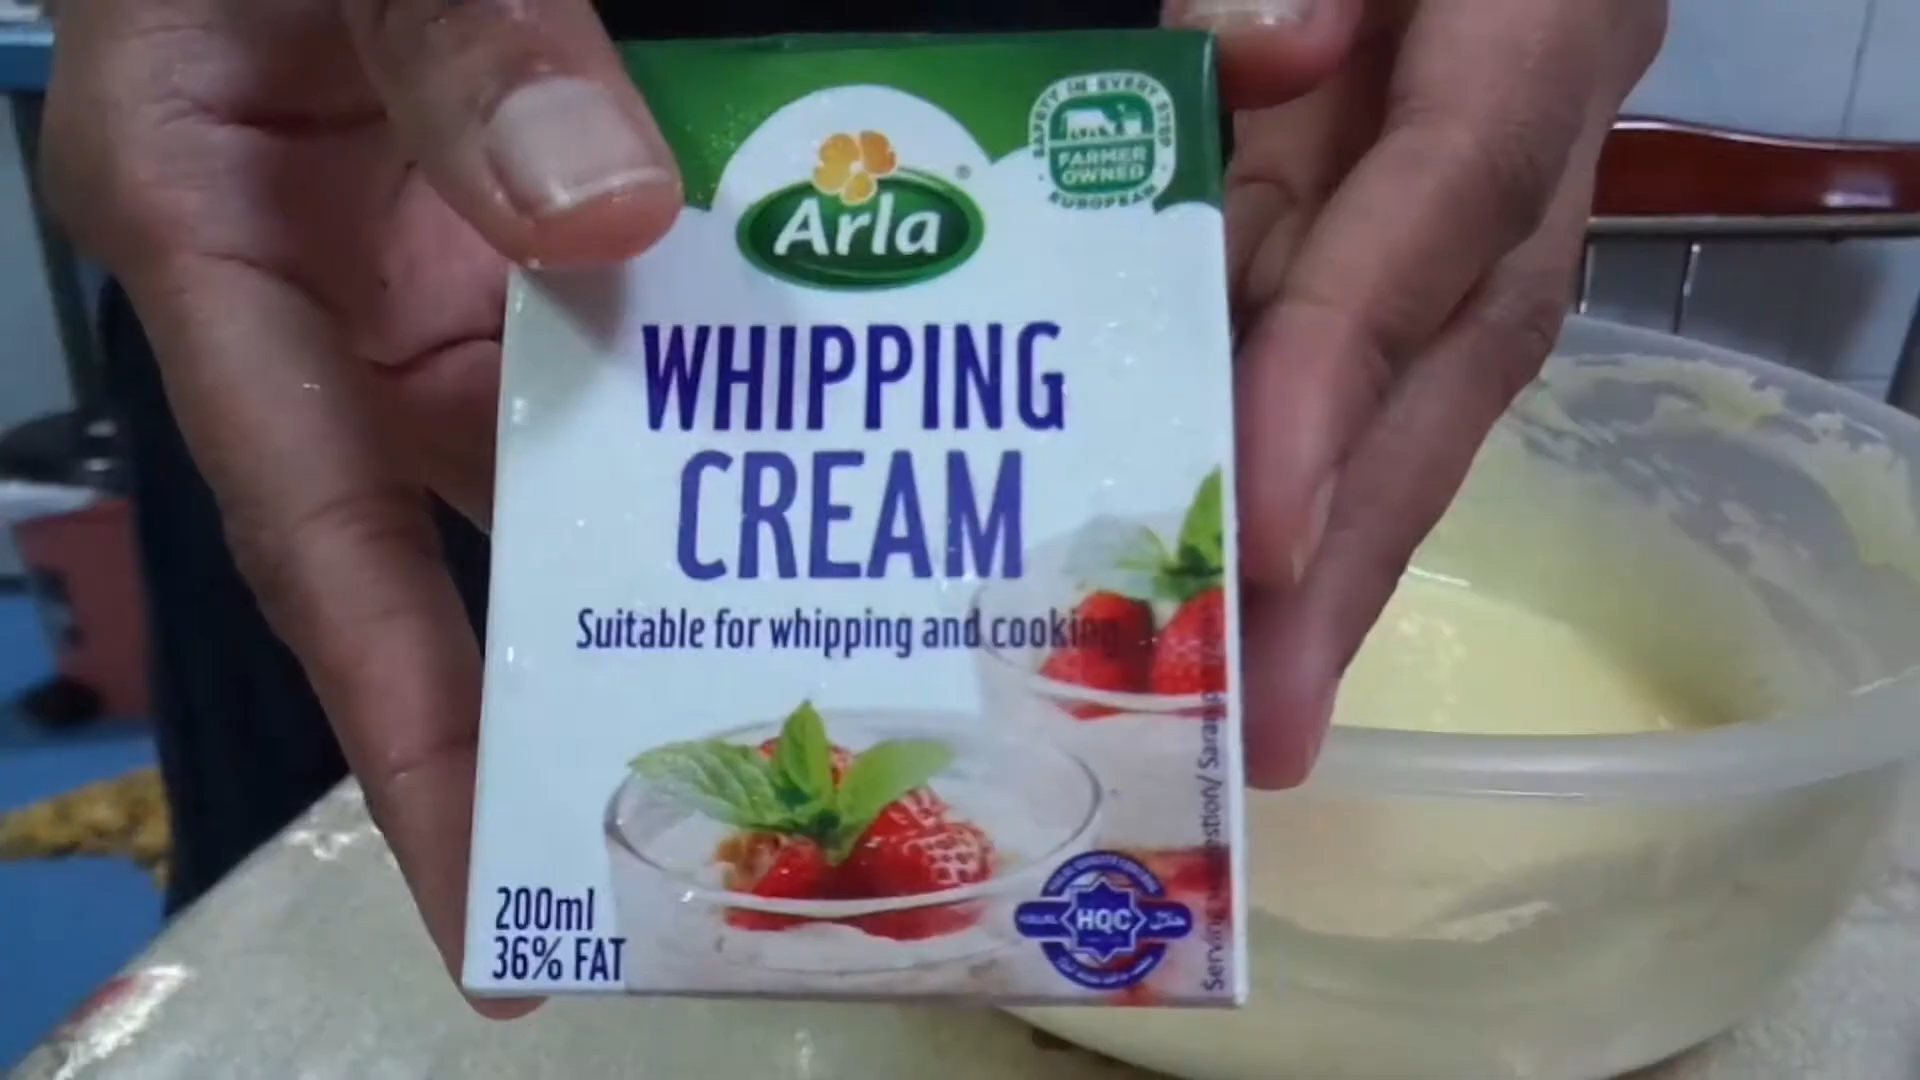 SAFETY IN EVERY STEP
FARMER
OWNED
EUROPEAN
Arla
WHIPPING
CREAM
Suitable for whipping and cooking
200ml
36% FAT
HQC